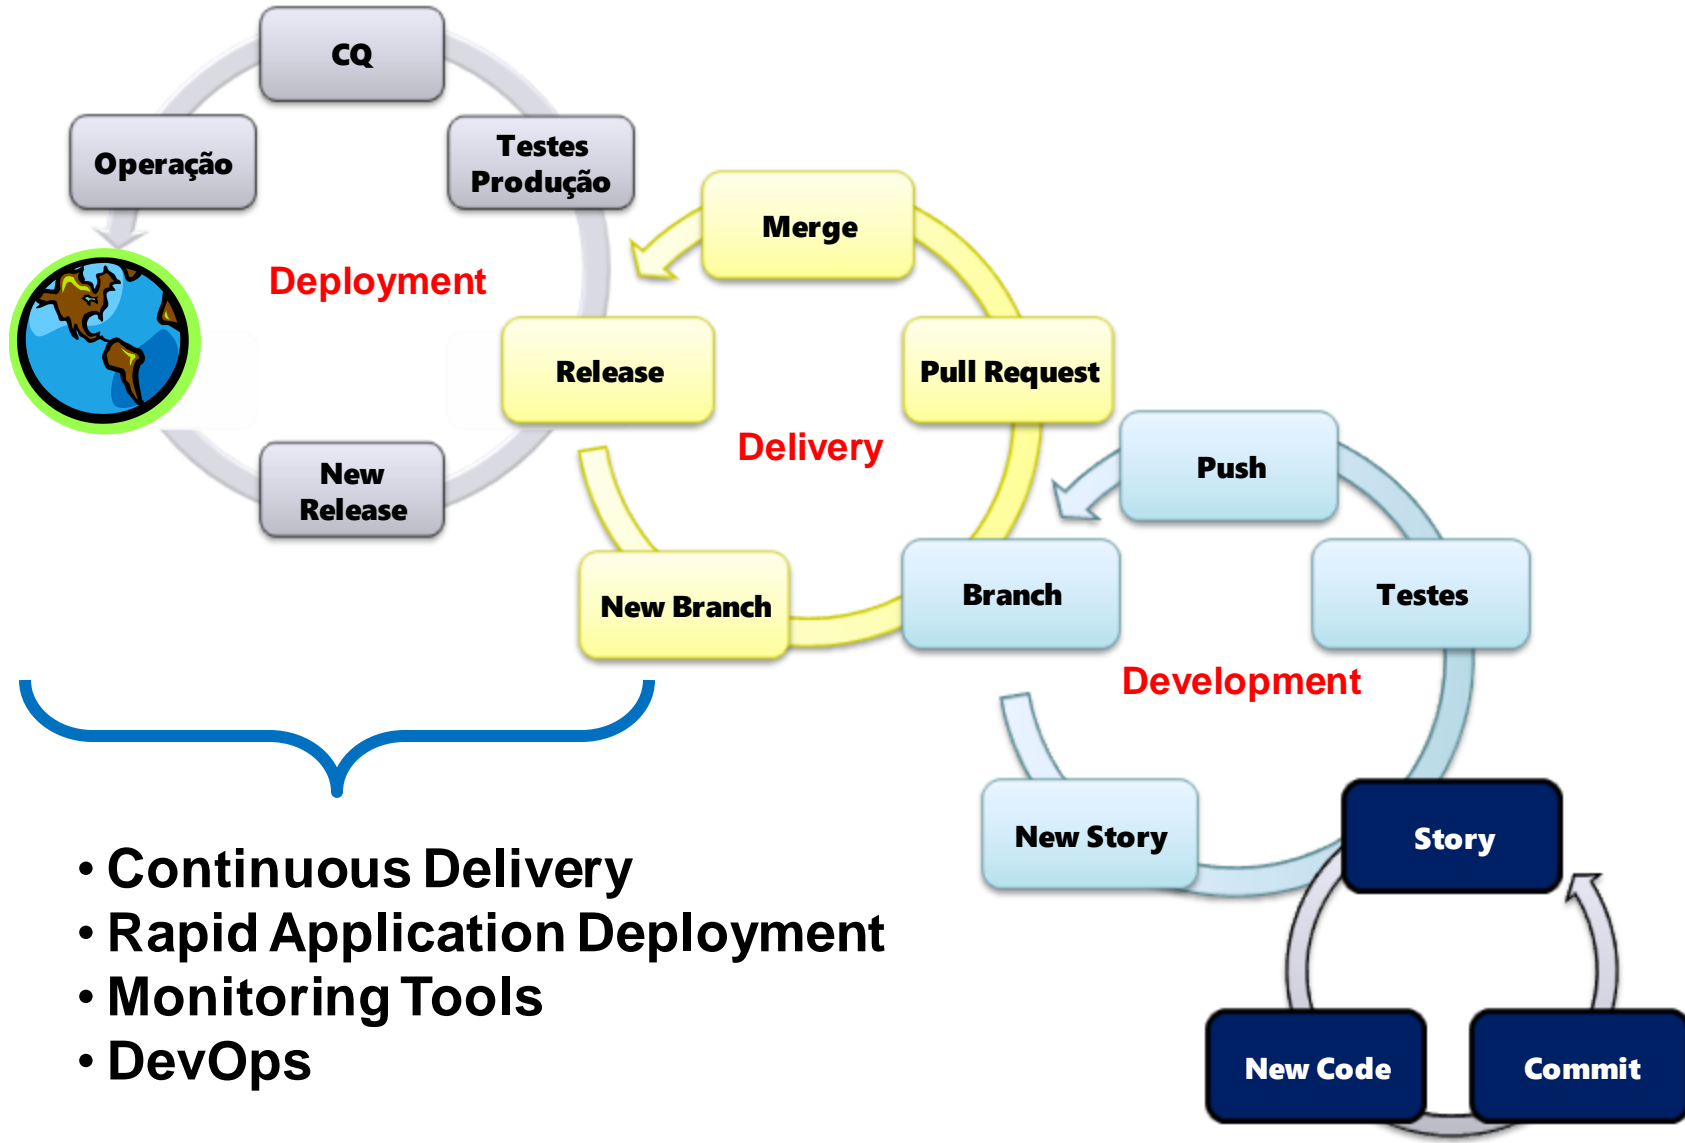 CQ
Operação
Testes
Produção
Deployment
New
Release
Merge
Release
Pull Request
Delivery
New Branch
Push
Branch
Testes
Development
New Story
Story
New Code
Commit
• Continuous Delivery
• Rapid Application Deployment
• Monitoring Tools
• DevOps